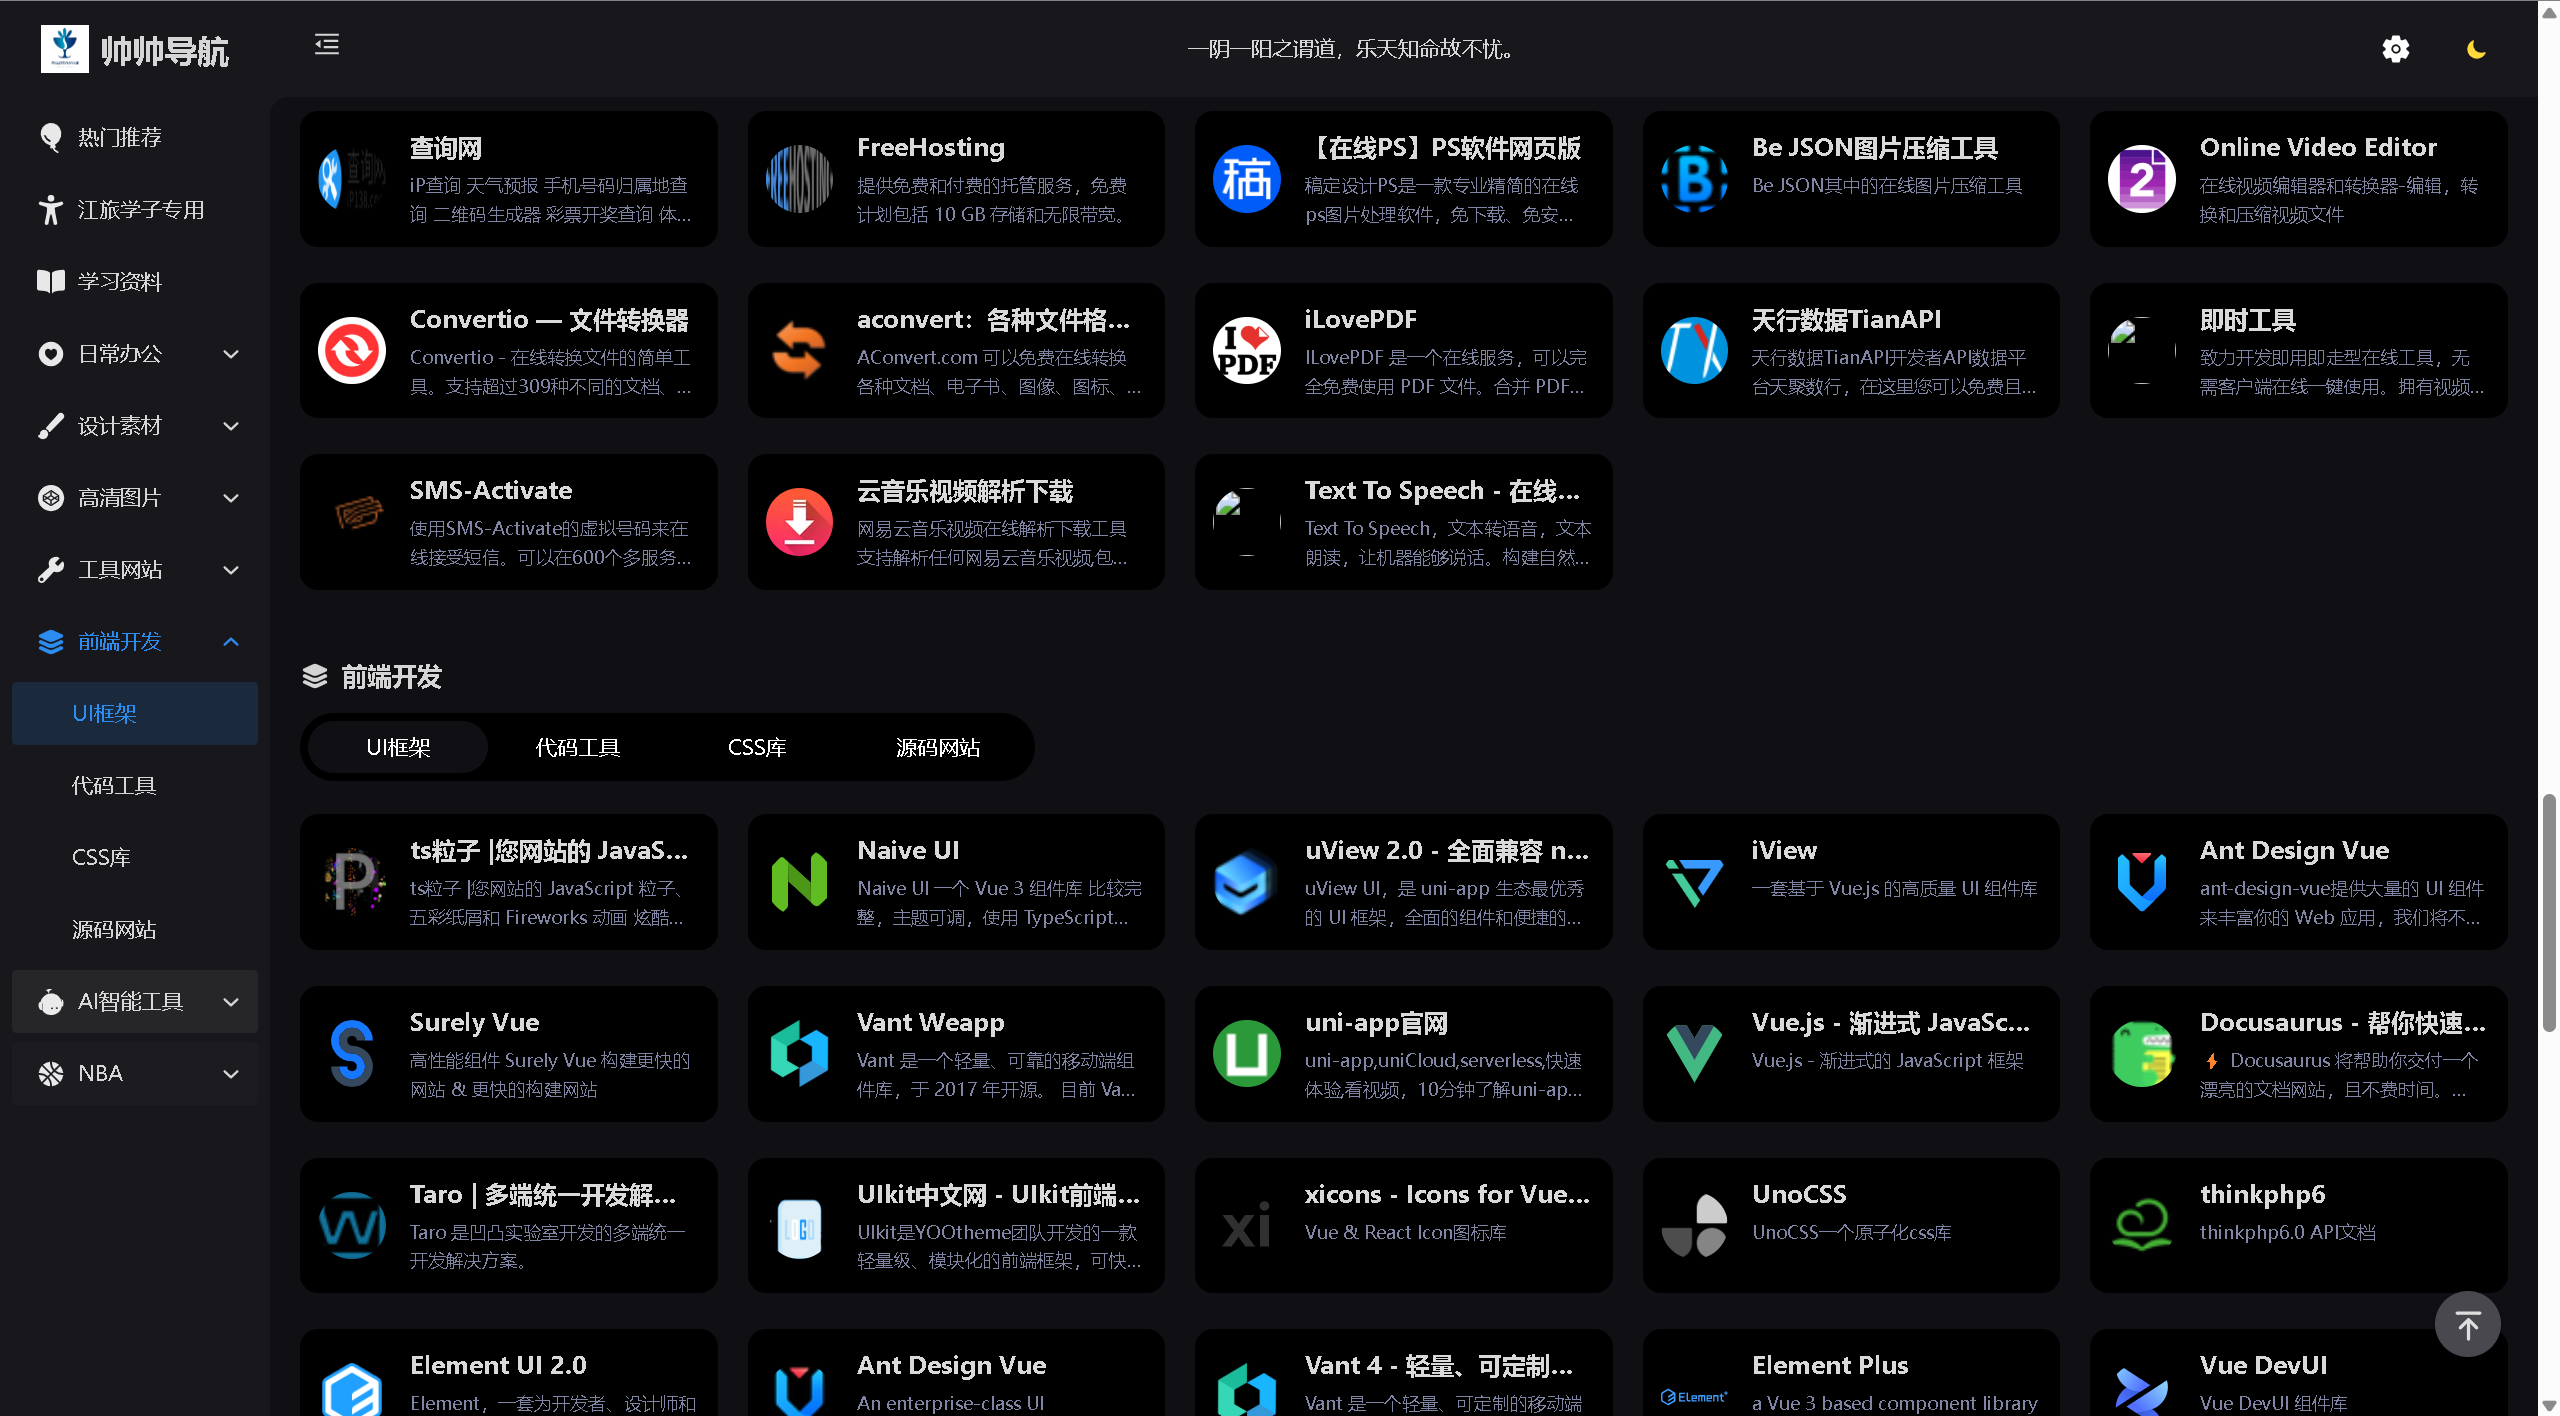 帅帅导航
一阴一阳之谓道，乐天知命故不忧。
热门推荐
江旅学子专用
学习资料
日常办公
设计素材
高清图片
工具网站
前端开发
UI框架
代码工具
CSS库
源码网站
AI智能工具
NBA
查询网
iP查询 天气预报 手机号码归属地查
询 二维码生成器 彩票开奖查询 体...
FreeHosting
提供免费和付费的托管服务，免费
计划包括 10 GB 存储和无限带宽。
【在线PS】PS软件网页版
稿定设计PS是一款专业精简的在线
ps图片处理软件，免下载、免安...
Be JSON图片压缩工具
Be JSON其中的在线图片压缩工具
Online Video Editor
在线视频编辑器和转换器-编辑，转
换和压缩视频文件
Convertio — 文件转换器
Convertio - 在线转换文件的简单工
具。支持超过309种不同的文档、...
aconvert：各种文件格...
AConvert.com 可以免费在线转换
各种文档、电子书、图像、图标、...
iLovePDF
ILovePDF 是一个在线服务，可以完
全免费使用 PDF 文件。合并 PDF...
天行数据TianAPI
天行数据TianAPI开发者API数据平
台天聚数行，在这里您可以免费且...
即时工具
致力开发即用即走型在线工具，无
需客户端在线一键使用。拥有视频...
SMS-Activate
使用SMS-Activate的虚拟号码来在
线接受短信。可以在600个多服务...
云音乐视频解析下载
网易云音乐视频在线解析下载工具
支持解析任何网易云音乐视频,包...
Text To Speech - 在线...
Text To Speech，文本转语音，文本
朗读，让机器能够说话。构建自然...
前端开发
UI框架 代码工具 CSS库 源码网站
ts粒子 |您网站的 JavaS...
ts粒子 |您网站的 JavaScript 粒子、
五彩纸屑和 Fireworks 动画 炫酷...
Naive UI
Naive UI 一个 Vue 3 组件库 比较完
整，主题可调，使用 TypeScript...
uView 2.0 - 全面兼容 n...
uView UI，是 uni-app 生态最优秀
的 UI 框架，全面的组件和便捷的...
iView
一套基于 Vue.js 的高质量 UI 组件库
Ant Design Vue
ant-design-vue提供大量的 UI 组件
来丰富你的 Web 应用，我们将不...
Surely Vue
高性能组件 Surely Vue 构建更快的
网站 & 更快的构建网站
Vant Weapp
Vant 是一个轻量、可靠的移动端组
件库，于 2017 年开源。 目前 Va...
uni-app官网
uni-app,uniCloud,serverless,快速
体验,看视频，10分钟了解uni-ap...
Vue.js - 渐进式 JavaSc...
Vue.js - 渐进式的 JavaScript 框架
Docusaurus - 帮你快速...
⚡ Docusaurus 将帮助你交付一个
漂亮的文档网站，且不费时间。...
Taro | 多端统一开发解...
Taro 是凹凸实验室开发的多端统一
开发解决方案。
LOGO
UIkit中文网 - UIkit前端...
UIkit是YOOtheme团队开发的一款
轻量级、模块化的前端框架，可快...
xi
xicons - Icons for Vue...
Vue & React Icon图标库
UnoCSS
UnoCSS一个原子化css库
thinkphp6
thinkphp6.0 API文档
Element UI 2.0
Element，一套为开发者、设计师和
Ant Design Vue
An enterprise-class UI
Vant 4 - 轻量、可定制...
Vant 是一个轻量、可定制的移动端
Element
Element Plus
a Vue 3 based component library
Vue DevUI
Vue DevUI 组件库